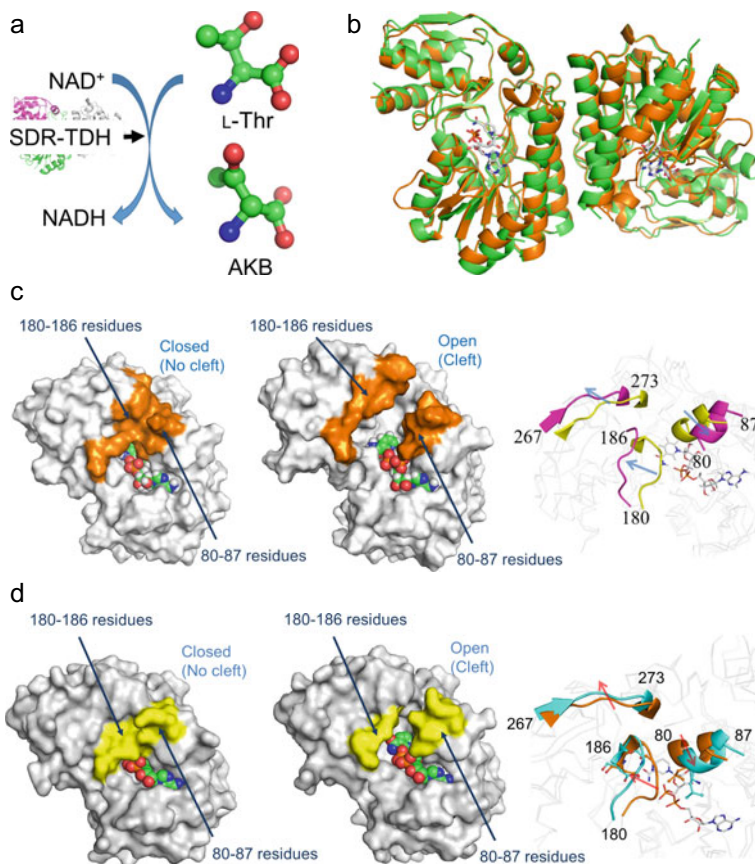 a
NAD+
SDR-TDH
NADH
L-Thr
AKB
b
c
180-186 residues
Closed
(No cleft)
80-87 residues
180-186 residues
Open
(Cleft)
80-87 residues
273
267
186
180
87
80
d
180-186 residues
Closed
(No cleft)
80-87 residues
180-186 residues
Open
(Cleft)
80-87 residues
273
267
186
180
80
87